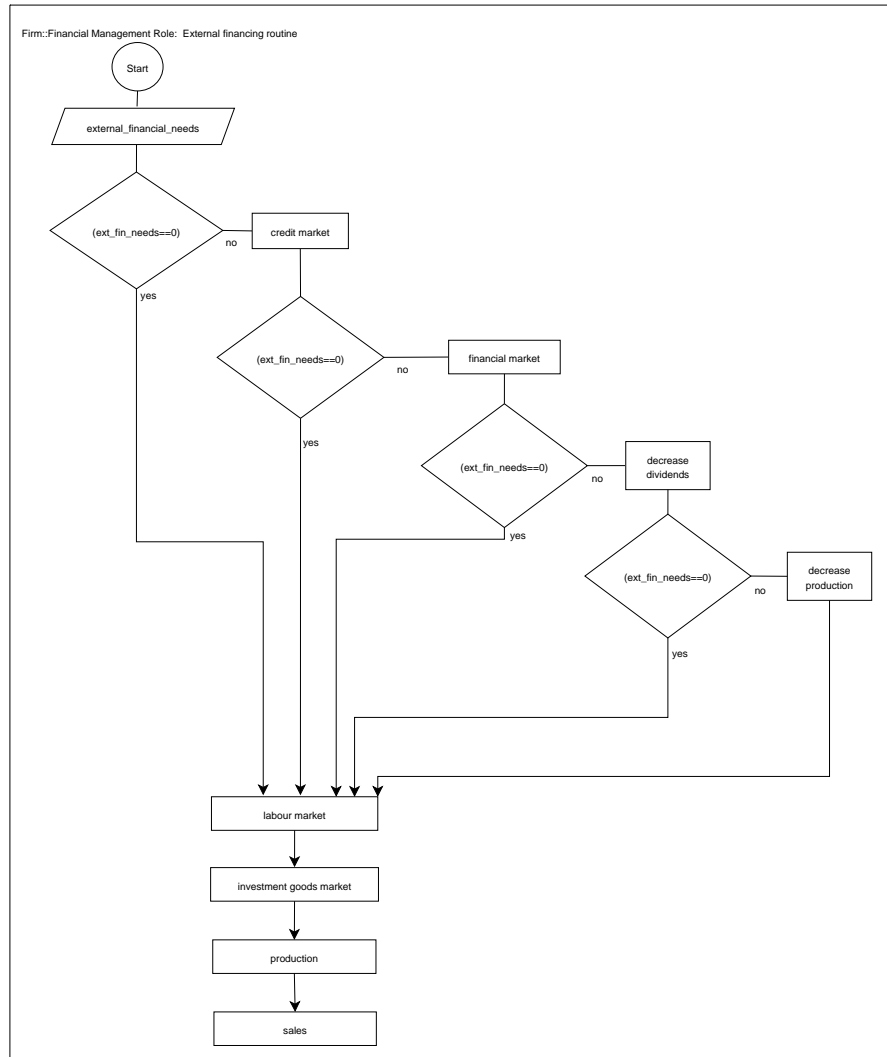 Firm::Financial Management Role:  External financing routine
Start
external_financial_needs
(ext_fin_needs==0)
no
credit market
yes
(ext_fin_needs==0)
no
financial market
yes
(ext_fin_needs==0)
no
decrease
dividends
yes
(ext_fin_needs==0)
no
decrease
production
yes
labour market
investment goods market
production
sales